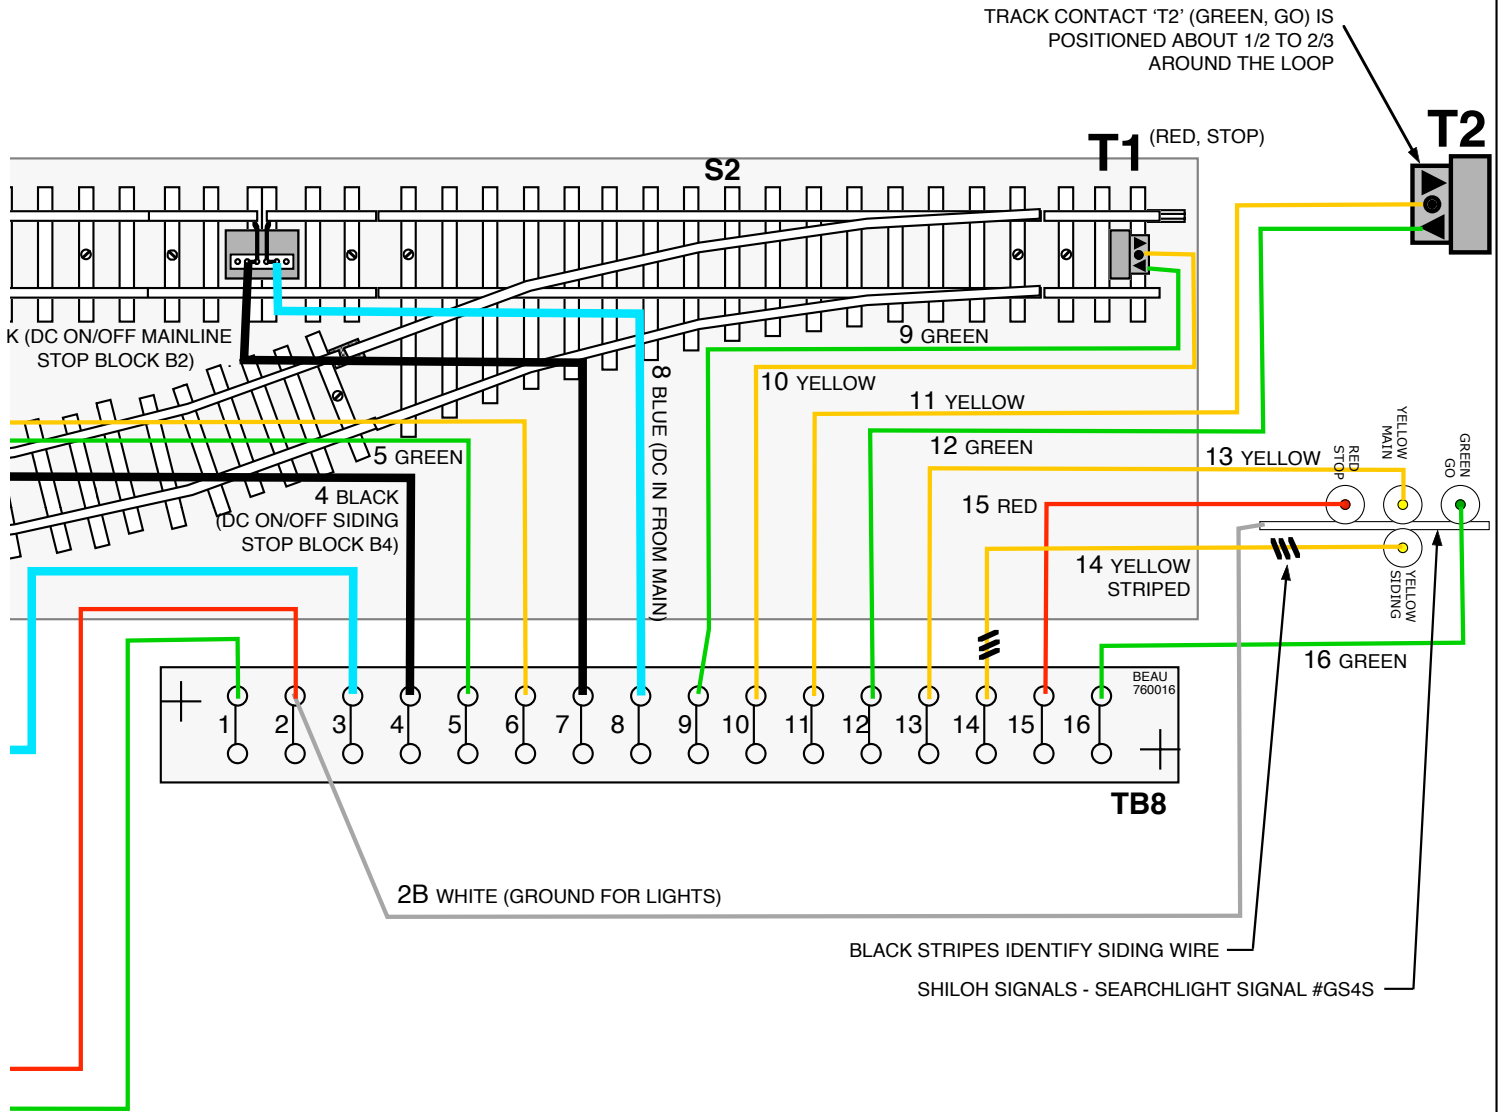 TRACK CONTACT ‘T2’ (GREEN, GO) IS
POSITIONED ABOUT 1/2 TO 2/3
AROUND THE LOOP
T2
T1 (RED, STOP)
S2
K (DC ON/OFF MAINLINE
STOP BLOCK B2)
9 GREEN
10 YELLOW
8 BLUE (DC IN FROM MAIN)
11 YELLOW
12 GREEN
5 GREEN
4 BLACK
(DC ON/OFF SIDING
STOP BLOCK B4)
13 YELLOW
RED
STOP
YELLOW
MAIN
GREEN
GO
15 RED
14 YELLOW
STRIPED
YELLOW
SIDING
16 GREEN
BEAU
760016
1 2 3 4 5 6 7 8 9 10 11 12 13 14 15 16
TB8
2B WHITE (GROUND FOR LIGHTS)
BLACK STRIPES IDENTIFY SIDING WIRE
SHILOH SIGNALS - SEARCHLIGHT SIGNAL #GS4S